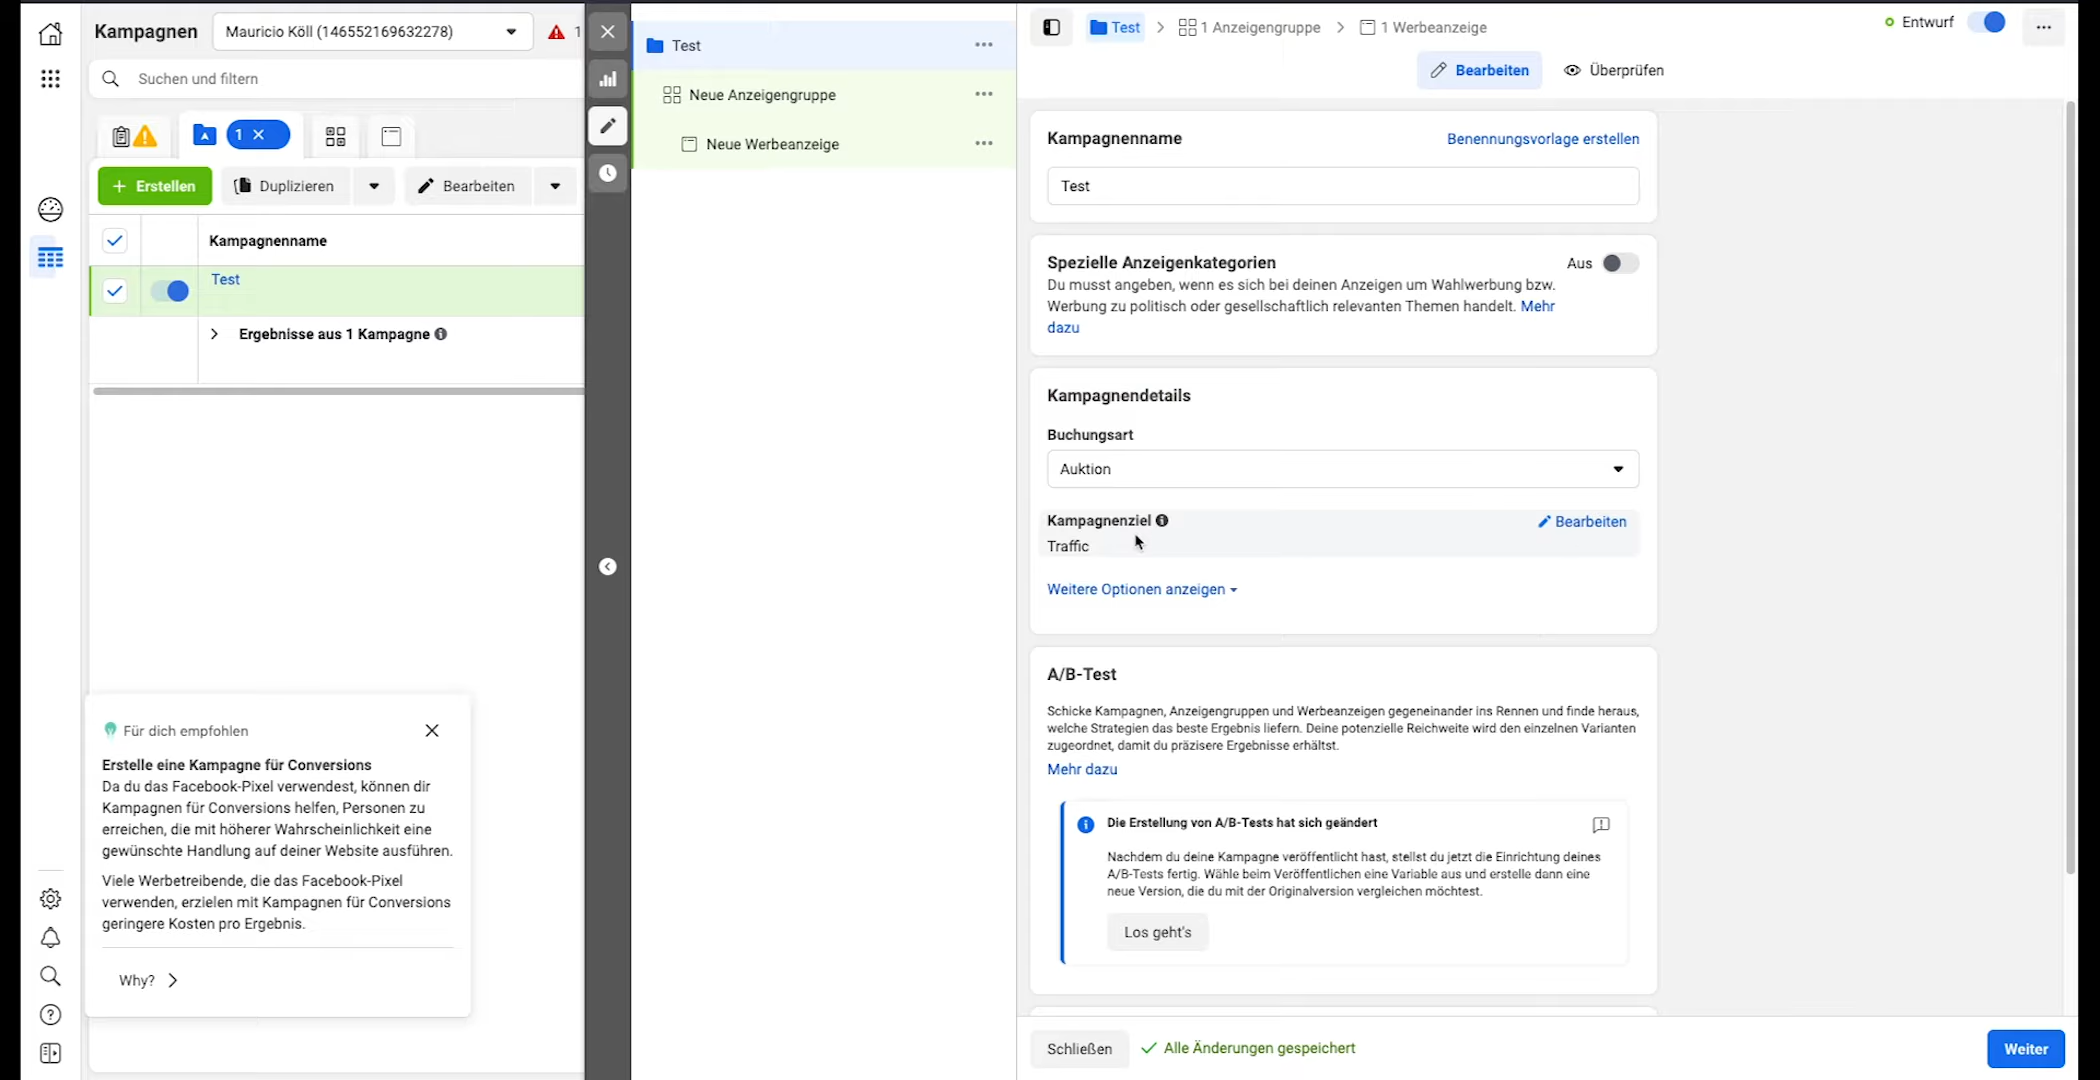 Kampagnen
Mauricio Köll (146552169632278)
1
Suchen und filtern
1
Erstellen
Duplizieren
Bearbeiten
Kampagnenname
Test
Ergebnisse aus 1 Kampagne
Für dich empfohlen
Erstelle eine Kampagne für Conversions
Da du das Facebook-Pixel verwendest, können dir
Kampagnen für Conversions helfen, Personen zu
erreichen, die mit höherer Wahrscheinlichkeit eine
gewünschte Handlung auf deiner Website ausführen.
Viele Werbetreibende, die das Facebook-Pixel
verwenden, erzielen mit Kampagnen für Conversions
geringere Kosten pro Ergebnis.
Why?
Test
Neue Anzeigengruppe
Neue Werbeanzeige
Test
1 Anzeigengruppe
1 Werbeanzeige
Entwurf
Bearbeiten
Überprüfen
Kampagnenname
Benennungsvorlage erstellen
Test
Spezielle Anzeigenkategorien
Aus
Du musst angeben, wenn es sich bei deinen Anzeigen um Wahlwerbung bzw.
Werbung zu politisch oder gesellschaftlich relevanten Themen handelt. Mehr
dazu
Kampagnendetails
Buchungsart
Auktion
Kampagnenziel
Bearbeiten
Traffic
Weitere Optionen anzeigen
A/B-Test
Schicke Kampagnen, Anzeigengruppen und Werbeanzeigen gegeneinander ins Rennen und finde heraus,
welche Strategien das beste Ergebnis liefern. Deine potenzielle Reichweite wird den einzelnen Varianten
zugeordnet, damit du präzisere Ergebnisse erhältst.
Mehr dazu
Die Erstellung von A/B-Tests hat sich geändert
Nachdem du deine Kampagne veröffentlicht hast, stellst du jetzt die Einrichtung deines
A/B-Tests fertig. Wähle beim Veröffentlichen eine Variable aus und erstelle dann eine
neue Version, die du mit der Originalversion vergleichen möchtest.
Los geht's
Schließen
Alle Änderungen gespeichert
Weiter